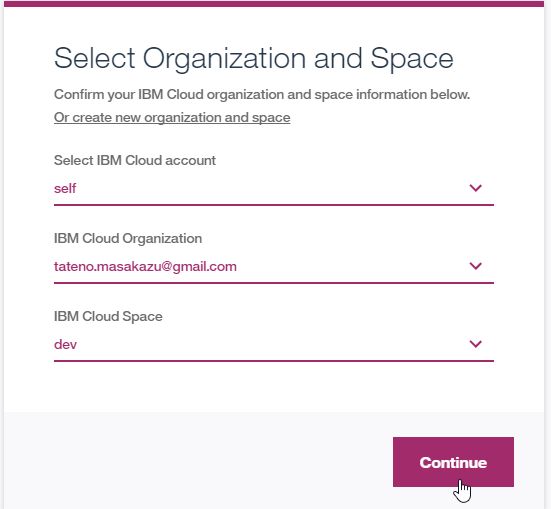 Select Organization and Space
Confirm your IBM Cloud organization and space information below.
Or create new organization and space
Select IBM Cloud account
self
IBM Cloud Organization
tateno.masakazu@gmail.com
IBM Cloud Space
dev
Continue